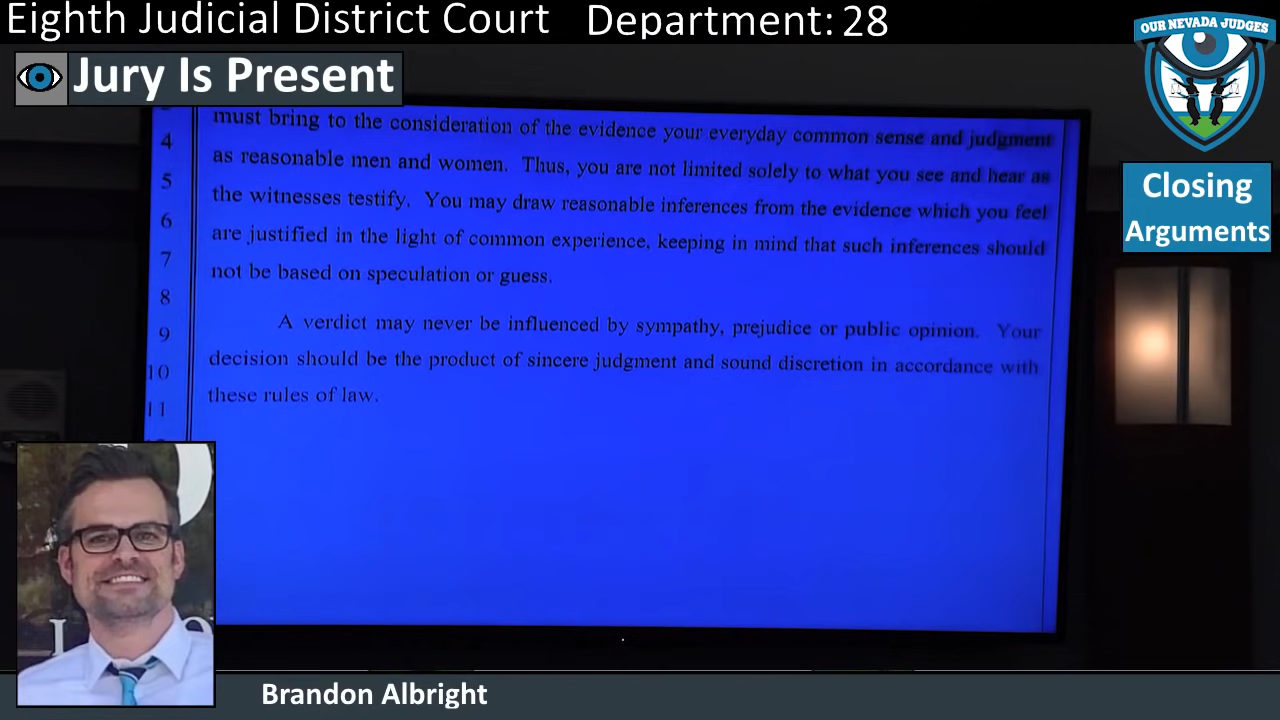 Eighth Judicial District Court Department: 28
OUR NEVADA JUDGES
Jury Is Present
Closing
Arguments
must bring to the consideration of the evidence your everyday common sense and judgment
4
as reasonable men and women. Thus, you are not limited solely to what you see and hear as
5
the witnesses testify. You may draw reasonable inferences from the evidence which you feel
6
are justified in the light of common experience, keeping in mind that such inferences should
7
not be based on speculation or guess.
8
A verdict may never be influenced by sympathy, prejudice or public opinion. Your
9
decision should be the product of sincere judgment and sound discretion in accordance with
10
these rules of law.
11
Brandon Albright